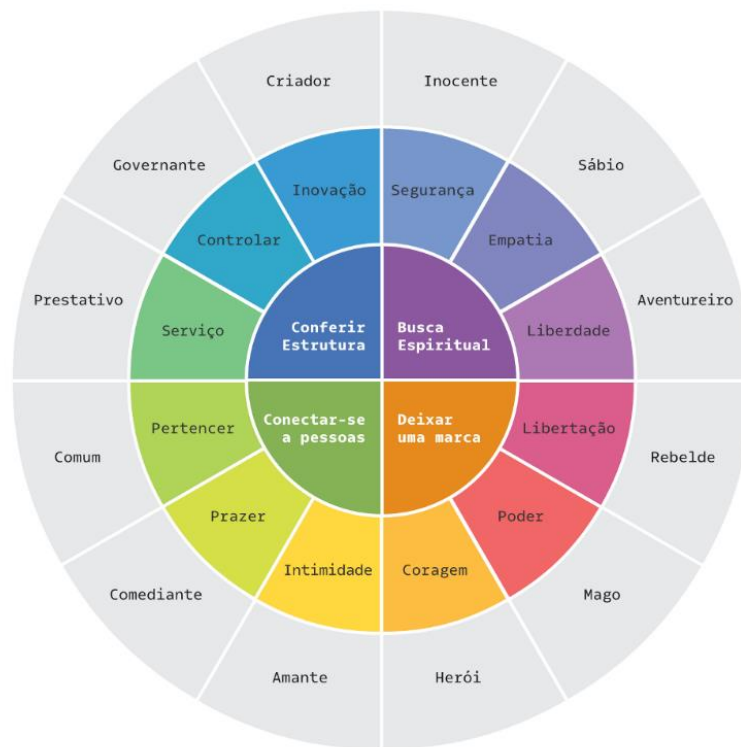 Criador
Inocente
Governante
Sábio
Inovação
Segurança
Controlar
Empatia
Prestativo
Aventureiro
Serviço
Conferir
Estrutura
Busca
Espiritual
Liberdade
Pertencer
Conectar-se
a pessoas
Deixar
uma marca
Libertação
Comum
Rebelde
Prazer
Poder
Intimidade
Coragem
Comediante
Mago
Amante
Herói